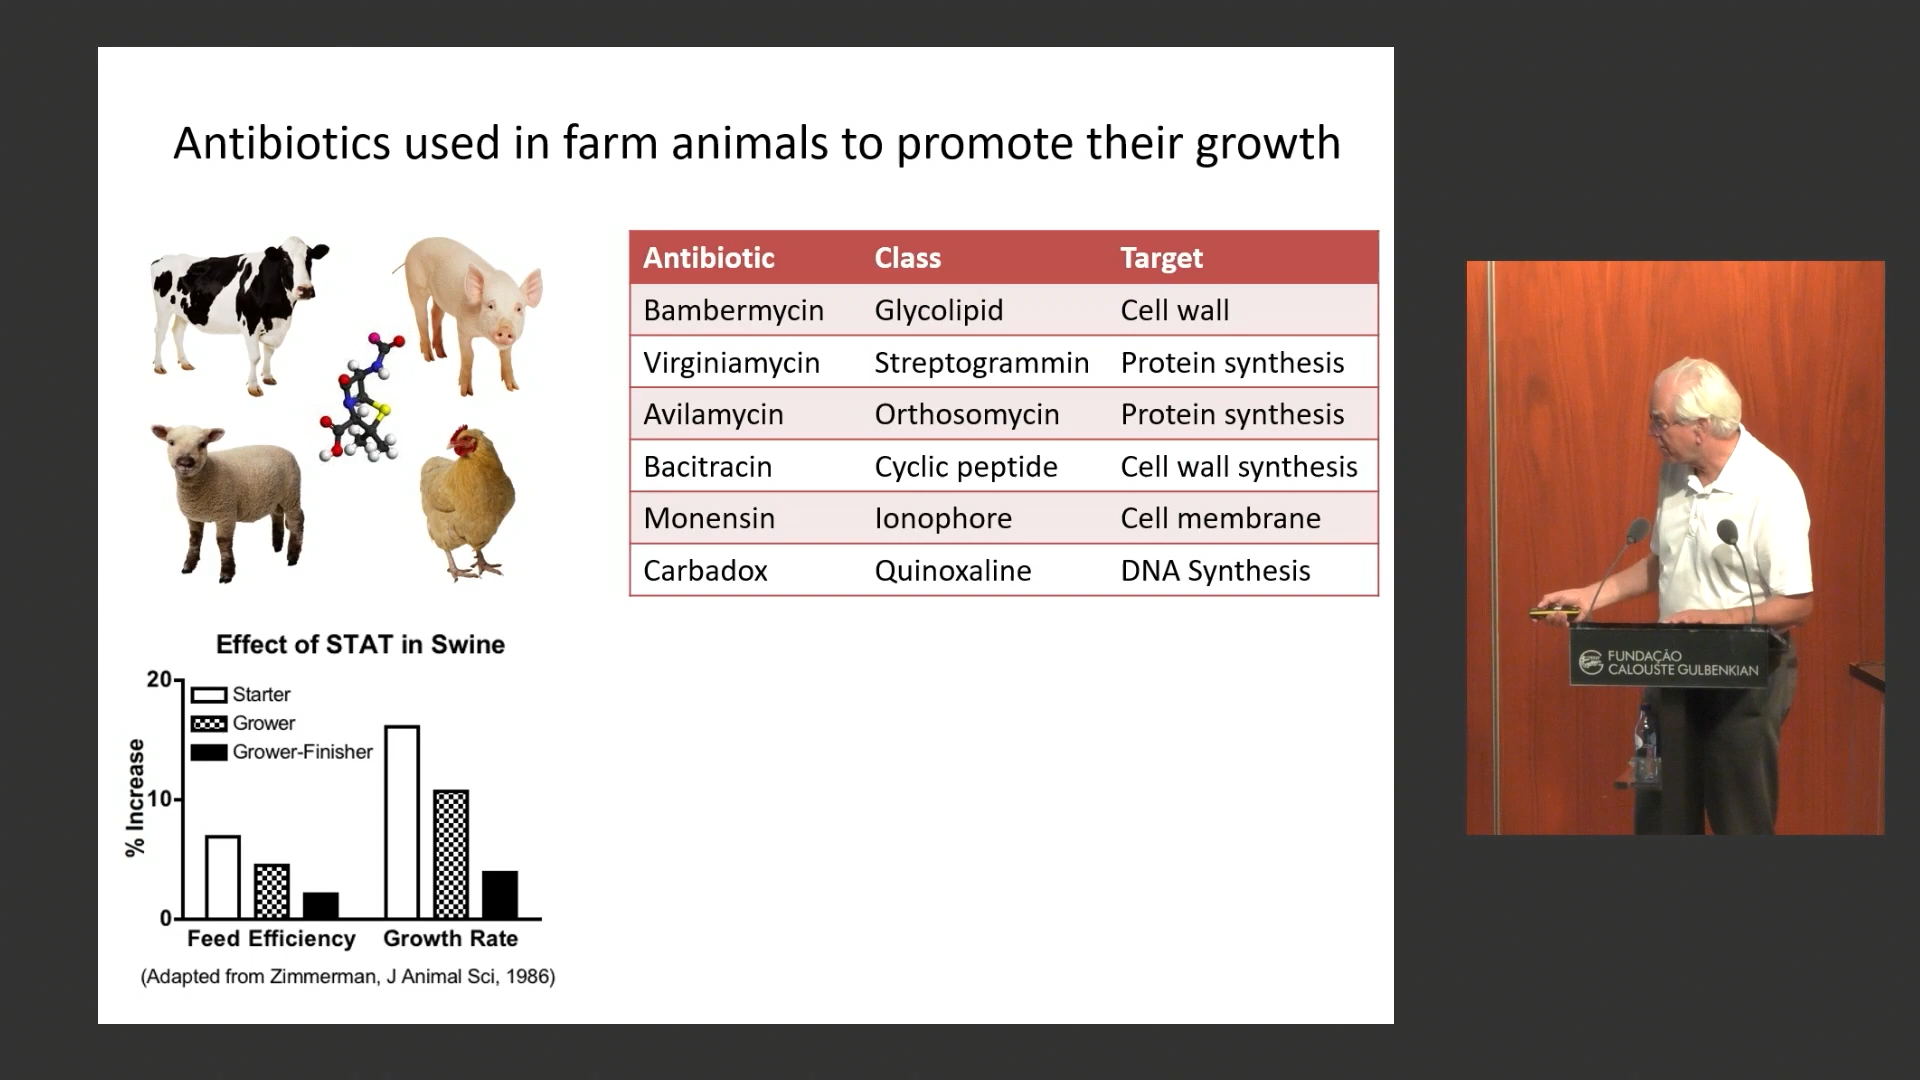 Antibiotics used in farm animals to promote their growth
Antibiotic Class Target
Bambermycin Glycolipid Cell wall
Virginiamycin Streptogrammin Protein synthesis
Avilamycin Orthosomycin Protein synthesis
Bacitracin Cyclic peptide Cell wall synthesis
Monensin Ionophore Cell membrane
Carbadox Quinoxaline DNA Synthesis
Effect of STAT in Swine
% Increase
20
10
0
Starter
Grower
Grower-Finisher
Feed Efficiency Growth Rate
(Adapted from Zimmerman, J Animal Sci, 1986)
FUNDAÇÃO
CALOUSTE GULBENKIAN